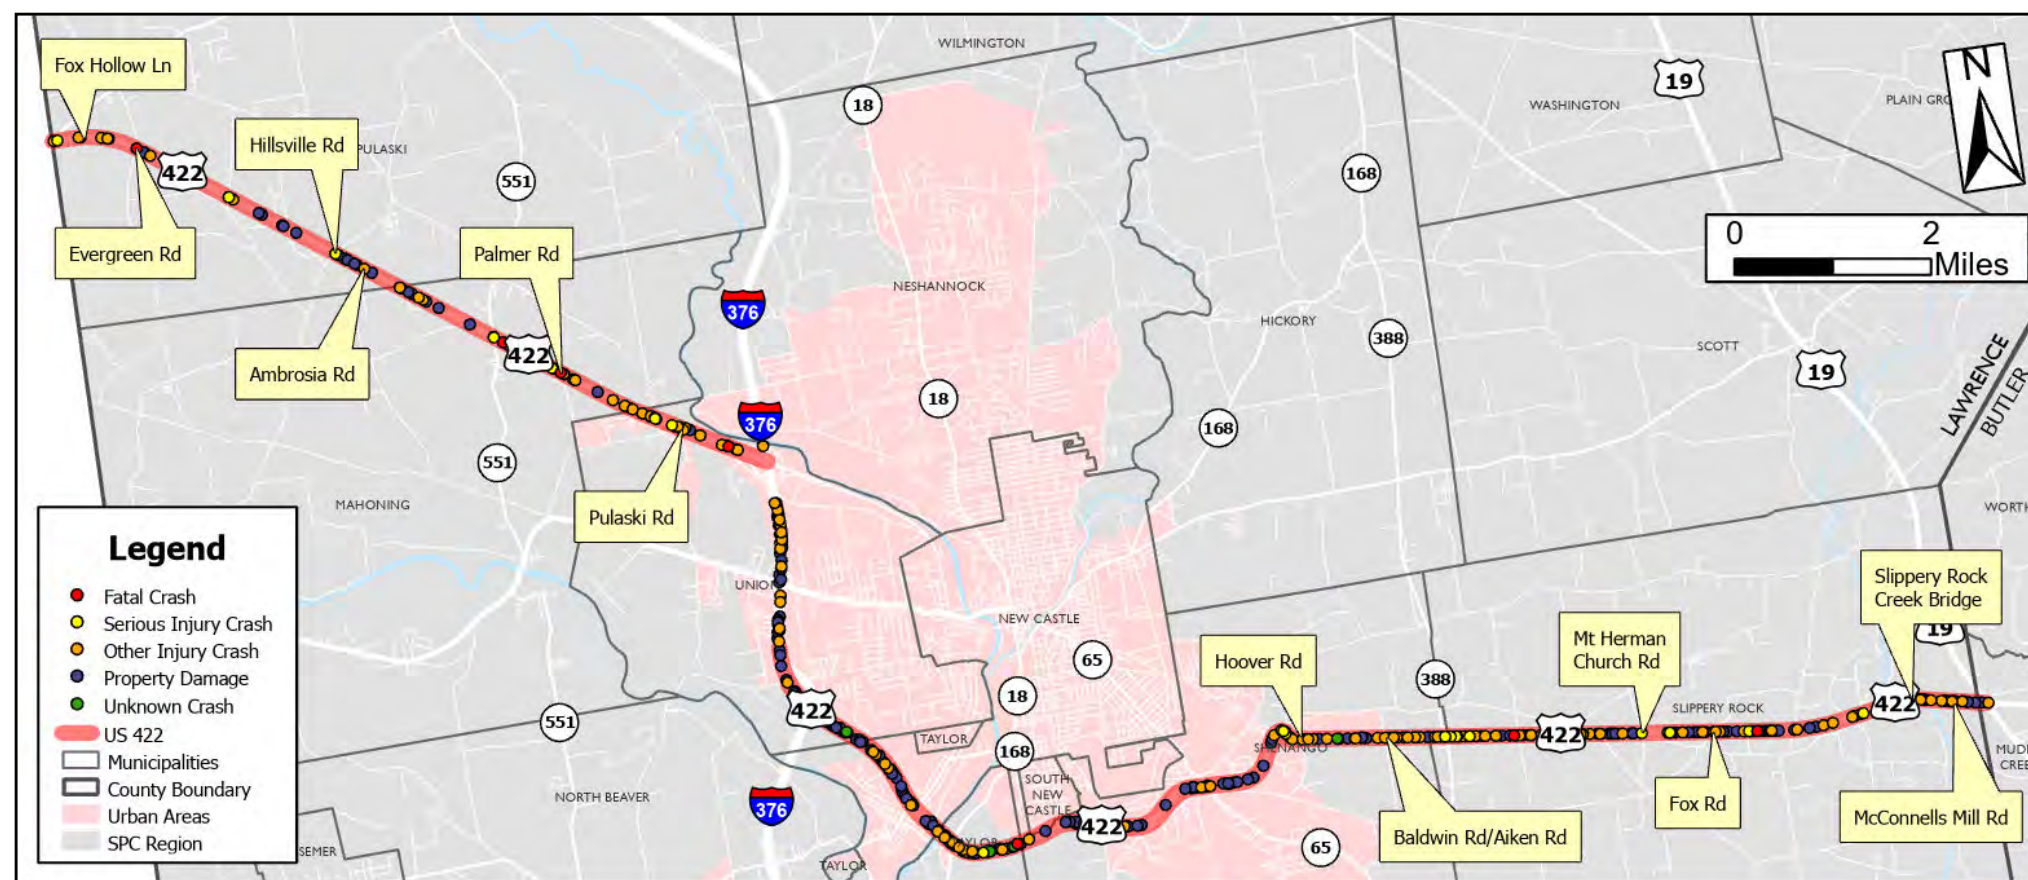 WILMINGTON
Fox Hollow Ln
18
19
WASHINGTON
N
Hillsville Rd
PULASKI
422
551
168
0 2
Miles
Evergreen Rd
Palmer Rd
NESHANNOCK
376
HICKORY
388
SCOTT
19
LAWRENCE
BUTLER
422
Ambrosia Rd
18
376
168
551
MAHONING
Pulaski Rd
Legend
Fatal Crash
Serious Injury Crash
Other Injury Crash
Property Damage
Unknown Crash
US 422
Municipalities
County Boundary
Urban Areas
SPC Region
UNION
NEW CASTLE
65
Slippery Rock
Creek Bridge
19
Hoover Rd
Mt Herman
Church Rd
388
18
551
422
TAYLOR
168
SHENANGO
422
SLIPPERY ROCK
422
SOUTH
NEW
CASTLE
NORTH BEAVER
376
422
Baldwin Rd/Aiken Rd
Fox Rd
McConnells Mill Rd
65
TAYLOR